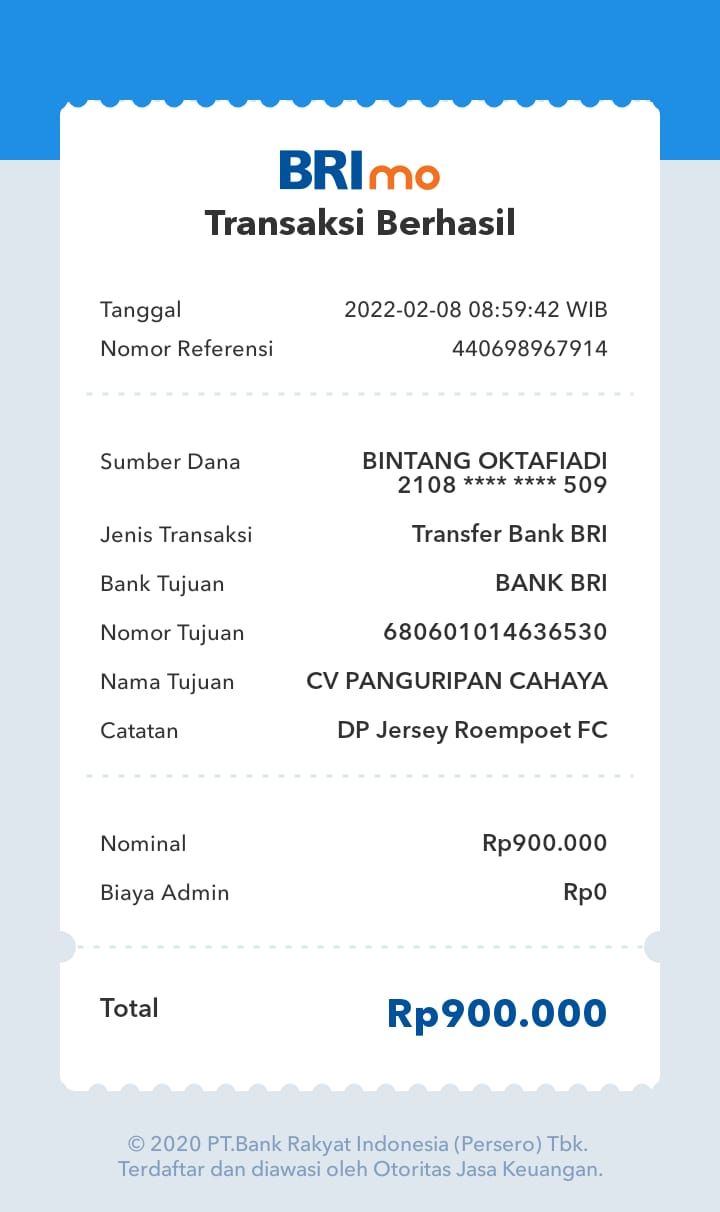 BRImo
Transaksi Berhasil
Tanggal 2022-02-08 08:59:42 WIB
Nomor Referensi 440698967914
Sumber Dana BINTANG OKTAFIADI
2108 **** **** 509
Jenis Transaksi Transfer Bank BRI
Bank Tujuan BANK BRI
Nomor Tujuan 680601014636530
Nama Tujuan CV PANGURIPAN CAHAYA
Catatan DP Jersey Roempoet FC
Nominal Rp900.000
Biaya Admin Rp0
Total Rp900.000
© 2020 PT.Bank Rakyat Indonesia (Persero) Tbk.
Terdaftar dan diawasi oleh Otoritas Jasa Keuangan.